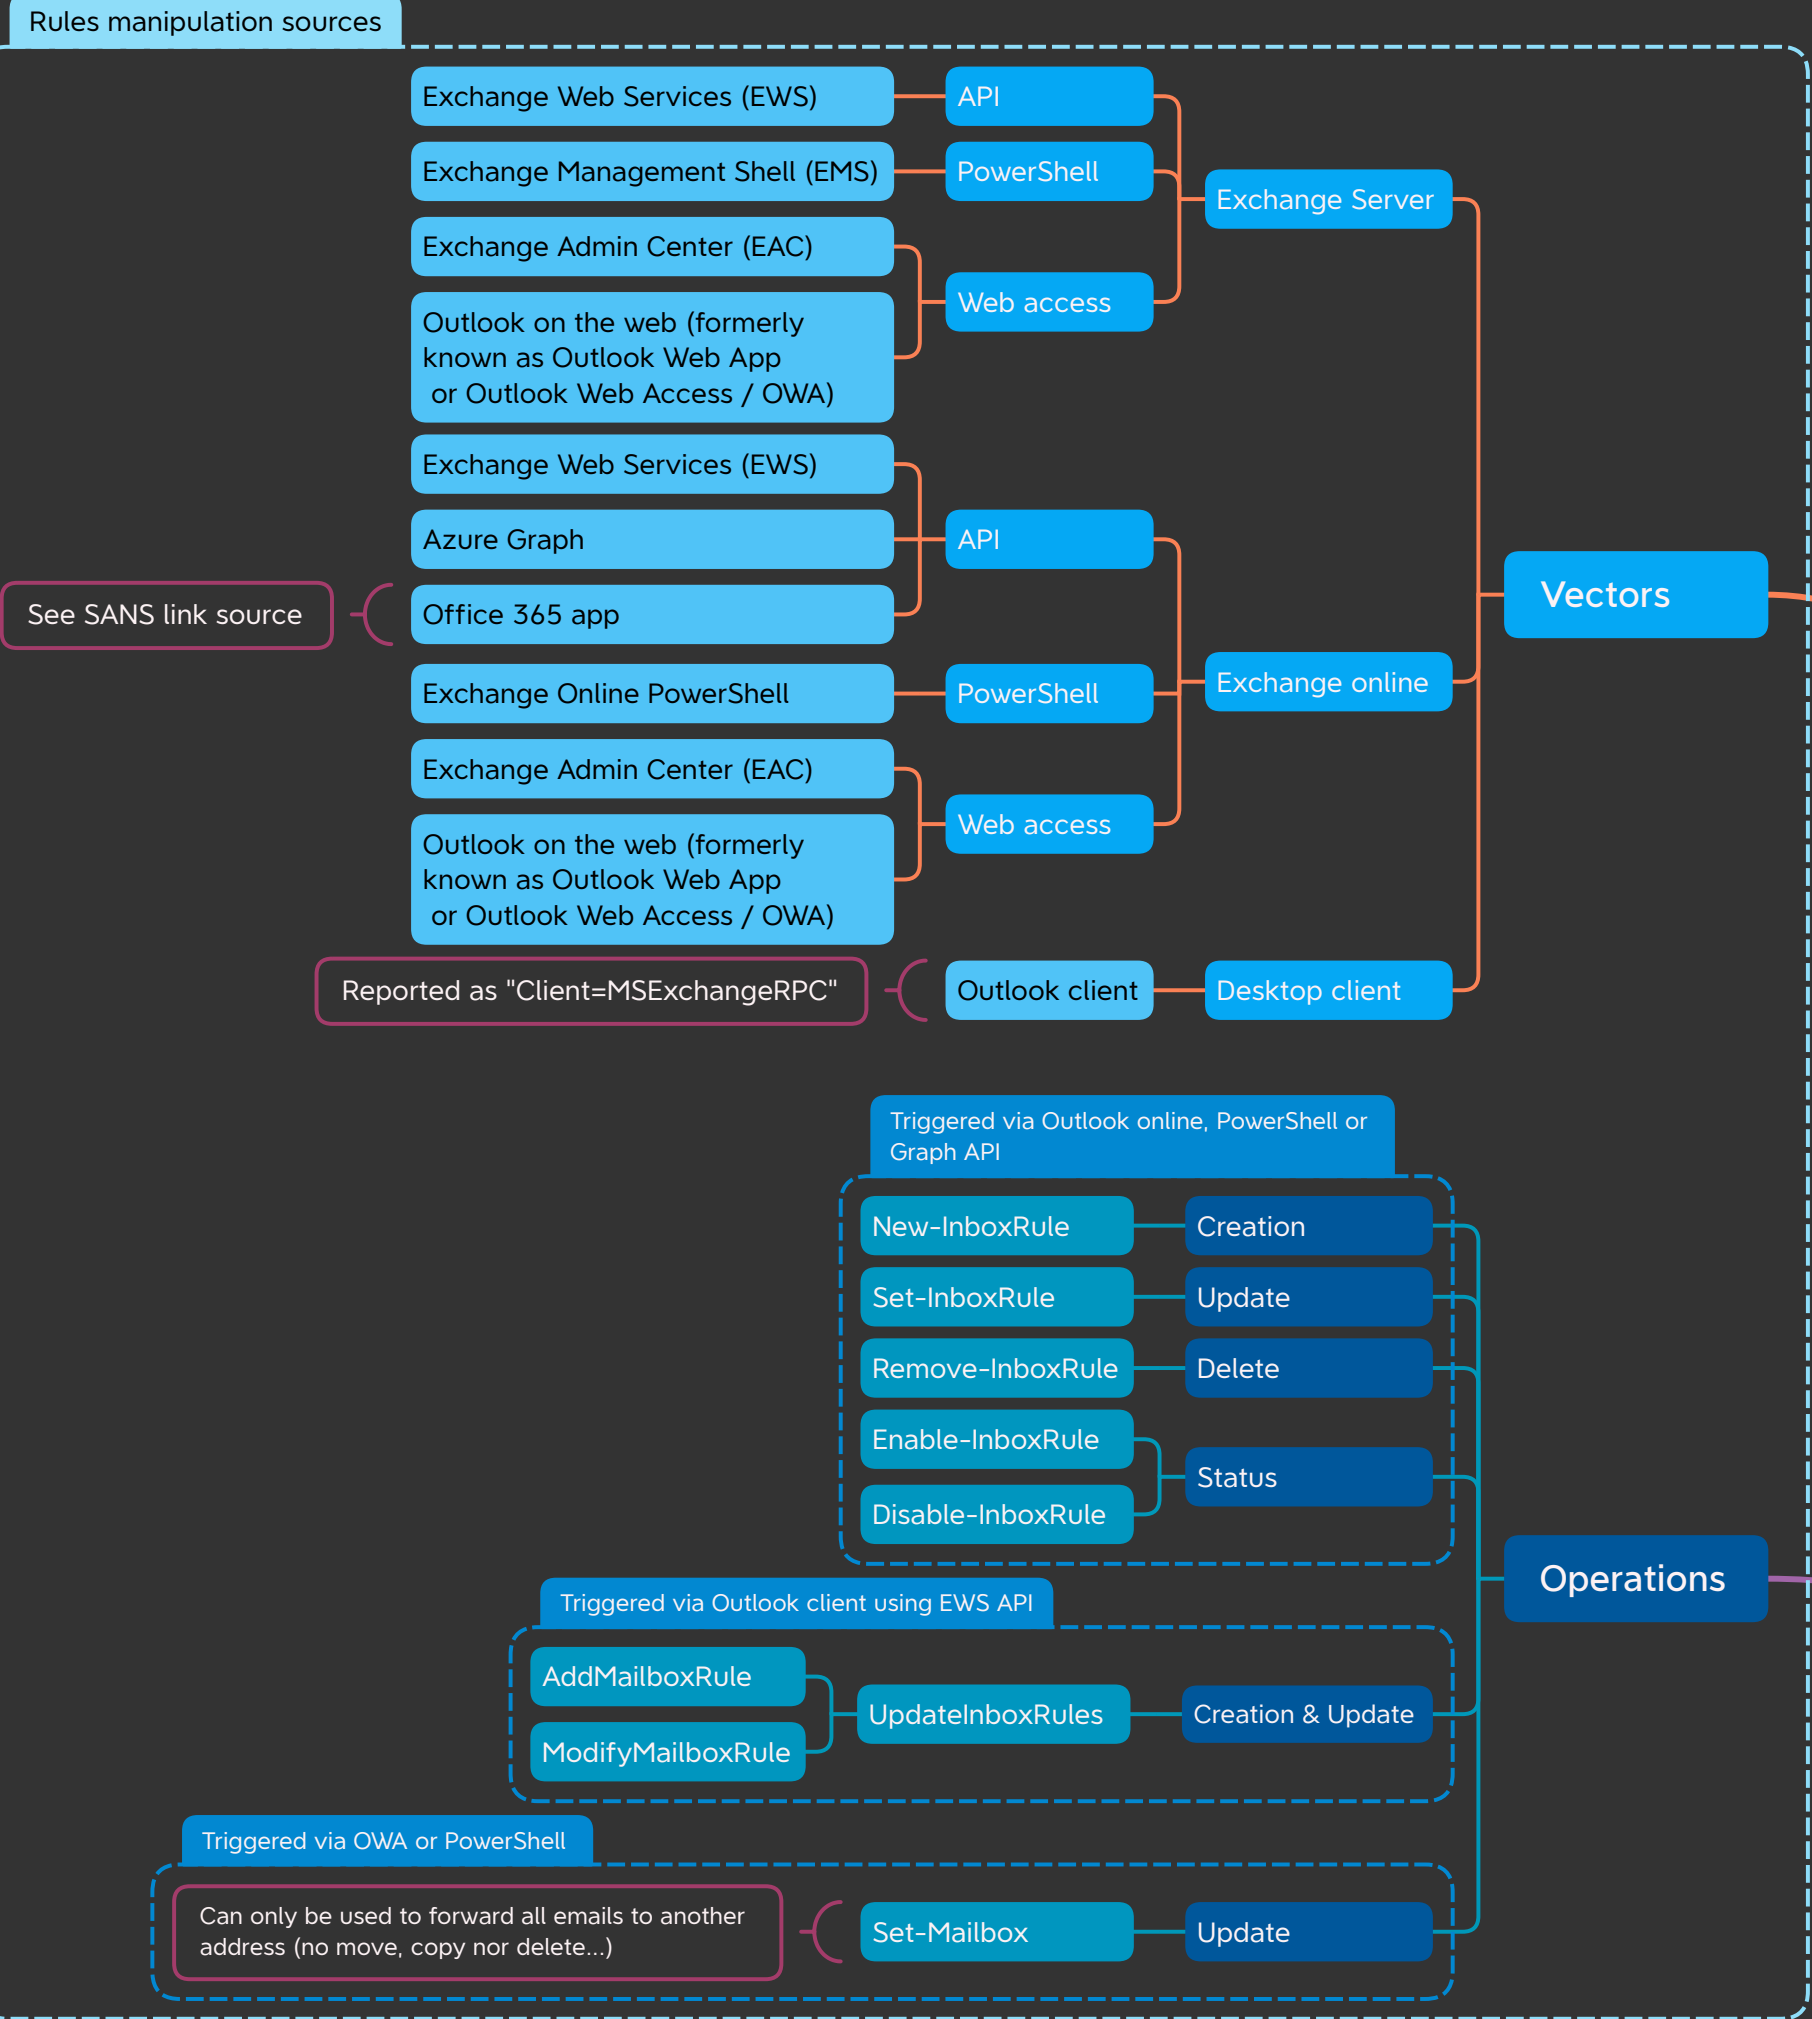 Rules manipulation sources
Exchange Web Services (EWS)
API
Exchange Management Shell (EMS)
PowerShell
Exchange Server
Exchange Admin Center (EAC)
Web access
Outlook on the web (formerly
known as Outlook Web App
or Outlook Web Access / OWA)
Exchange Web Services (EWS)
Azure Graph
API
Vectors
See SANS link source
Office 365 app
Exchange Online PowerShell
PowerShell
Exchange online
Exchange Admin Center (EAC)
Web access
Outlook on the web (formerly
known as Outlook Web App
or Outlook Web Access / OWA)
Reported as "Client=MSExchangeRPC"
Outlook client
Desktop client
Triggered via Outlook online, PowerShell or
Graph API
New-InboxRule
Creation
Set-InboxRule
Update
Remove-InboxRule
Delete
Enable-InboxRule
Status
Disable-InboxRule
Operations
Triggered via Outlook client using EWS API
AddMailboxRule
UpdateInboxRules
Creation & Update
ModifyMailboxRule
Triggered via OWA or PowerShell
Can only be used to forward all emails to another
address (no move, copy nor delete...)
Set-Mailbox
Update